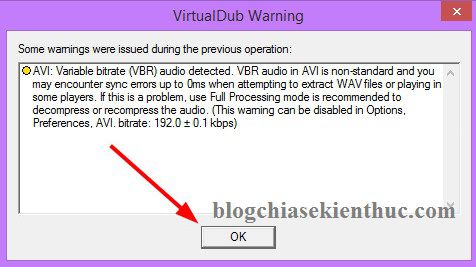 VirtualDub Warning
Some warnings were issued during the previous operation:
AVI: Variable bitrate (VBR) audio detected. VBR audio in AVI is non-standard and you
may encounter sync errors up to 0ms when attempting to extract WAV files or playing in
some players. If this is a problem, use Full Processing mode is recommended to
decompress or recompress the audio. (This warning can be disabled in Options,
Preferences, AVI. bitrate: 192.0 ± 0.1 kbps)
blogchiasekienthuc.com
OK